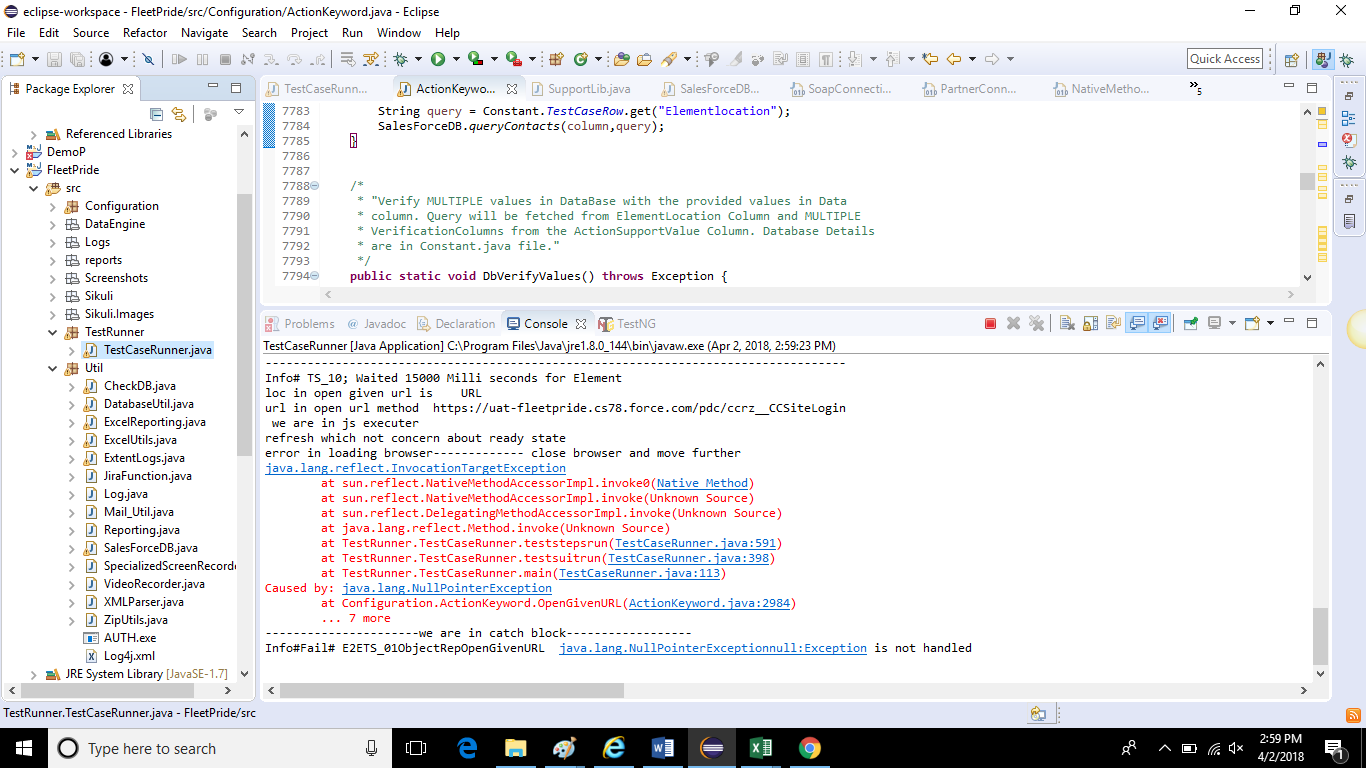 eclipse-workspace - FleetPride/src/Configuration/ActionKeyword.java - Eclipse
File Edit Source Refactor Navigate Search Project Run Window Help
Quick Access
Package Explorer
Referenced Libraries
DemoP
FleetPride
src
Configuration
DataEngine
Logs
reports
Screenshots
Sikuli
Sikuli.Images
TestRunner
TestCaseRunner.java
Util
CheckDB.java
DatabaseUtil.java
ExcelReporting.java
ExcelUtils.java
ExtentLogs.java
JiraFunction.java
Log.java
Mail_Util.java
Reporting.java
SalesForceDB.java
SpecializedScreenRecorde
VideoRecorder.java
XMLParser.java
ZipUtils.java
AUTH.exe
Log4j.xml
JRE System Library [JavaSE-1.7]
TestCaseRunn... ActionKeywo... SupportLib.java SalesForceDB... SoapConnecti... PartnerConn... NativeMetho... »5
7783 String query = Constant.TestCaseRow.get("Elementlocation");
7784 SalesForceDB.queryContacts(column,query);
7785 }
7786
7787
7788 /*
7789 * "Verify MULTIPLE values in DataBase with the provided values in Data
7790 * column. Query will be fetched from ElementLocation Column and MULTIPLE
7791 * VerificationColumns from the ActionSupportValue Column. Database Details
7792 * are in Constant.java file."
7793 */
7794 public static void DbVerifyValues() throws Exception {
Problems @ Javadoc Declaration Console TestNG
TestCaseRunner [Java Application] C:\Program Files\Java\jre1.8.0_144\bin\javaw.exe (Apr 2, 2018, 2:59:23 PM)
-----------------------------------------------------------------------------------
Info# TS_10; Waited 15000 Milli seconds for Element
loc in open given url is    URL
url in open url method  https://uat-fleetpride.cs78.force.com/pdc/ccrz__CCSiteLogin
we are in js executer
refresh which not concern about ready state
error in loading browser------------- close browser and move further
java.lang.reflect.InvocationTargetException
at sun.reflect.NativeMethodAccessorImpl.invoke0(Native Method)
at sun.reflect.NativeMethodAccessorImpl.invoke(Unknown Source)
at sun.reflect.DelegatingMethodAccessorImpl.invoke(Unknown Source)
at java.lang.reflect.Method.invoke(Unknown Source)
at TestRunner.TestCaseRunner.teststepsrun(TestCaseRunner.java:591)
at TestRunner.TestCaseRunner.testsuitrun(TestCaseRunner.java:398)
at TestRunner.TestCaseRunner.main(TestCaseRunner.java:113)
Caused by: java.lang.NullPointerException
at Configuration.ActionKeyword.OpenGivenURL(ActionKeyword.java:2984)
... 7 more
----------------------we are in catch block------------------
Info#Fail# E2ETS_01ObjectRepOpenGivenURL  java.lang.NullPointerExceptionnull:Exception is not handled
TestRunner.TestCaseRunner.java - FleetPride/src
Type here to search
2:59 PM
4/2/2018
1